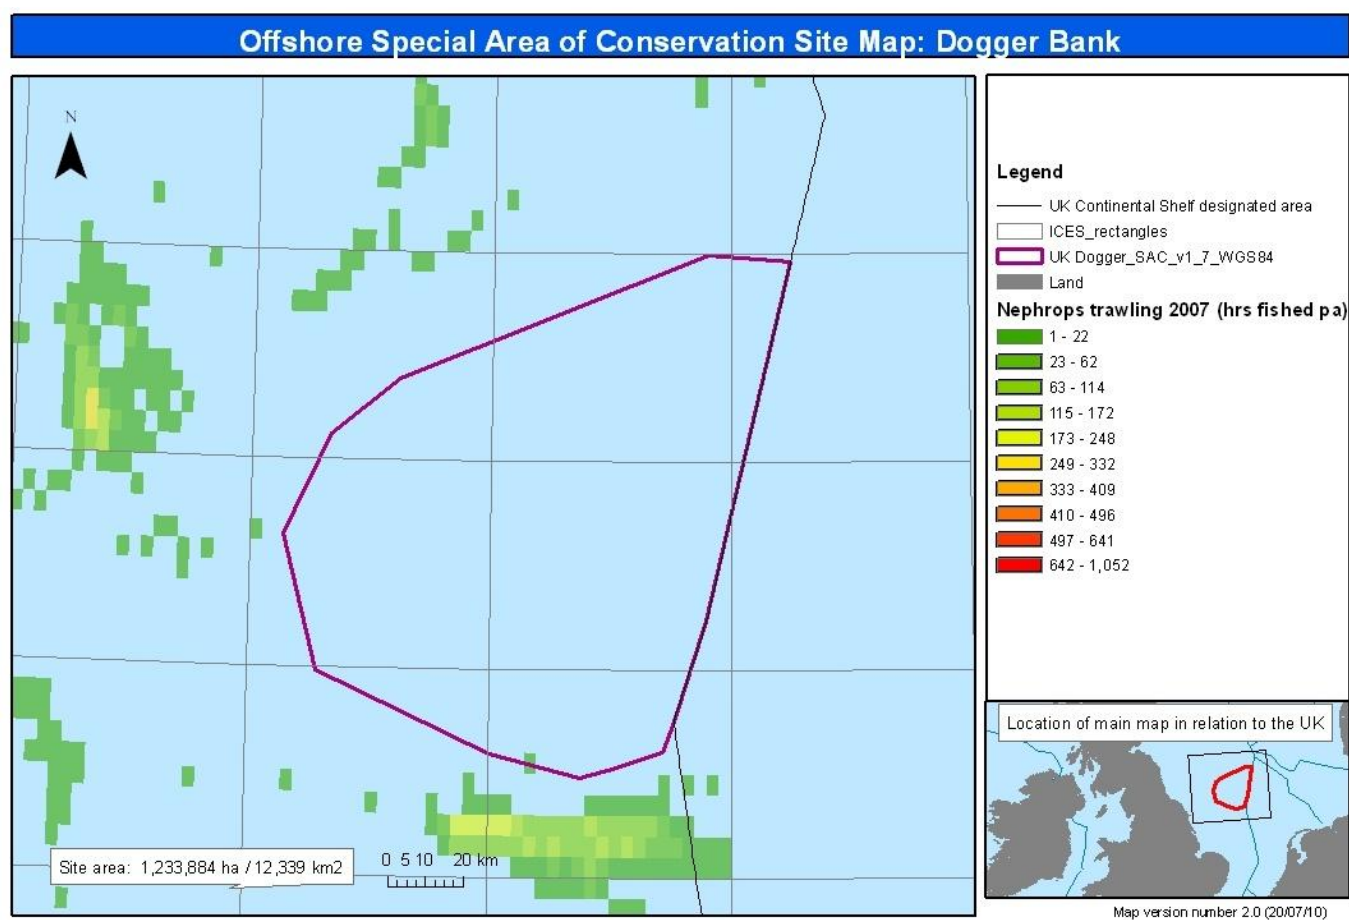 Offshore Special Area of Conservation Site Map: Dogger Bank
N
Site area: 1,233,884 ha / 12,339 km2
0 5 10 20 km
Legend
UK Continental Shelf designated area
ICES_rectangles
UK Dogger_SAC_v1_7_WGS84
Land
Nephrops trawling 2007 (hrs fished pa)
1 - 22
23 - 62
63 - 114
115 - 172
173 - 248
249 - 332
333 - 409
410 - 496
497 - 641
642 - 1,052
Location of main map in relation to the UK
Map version number 2.0 (20/07/10)